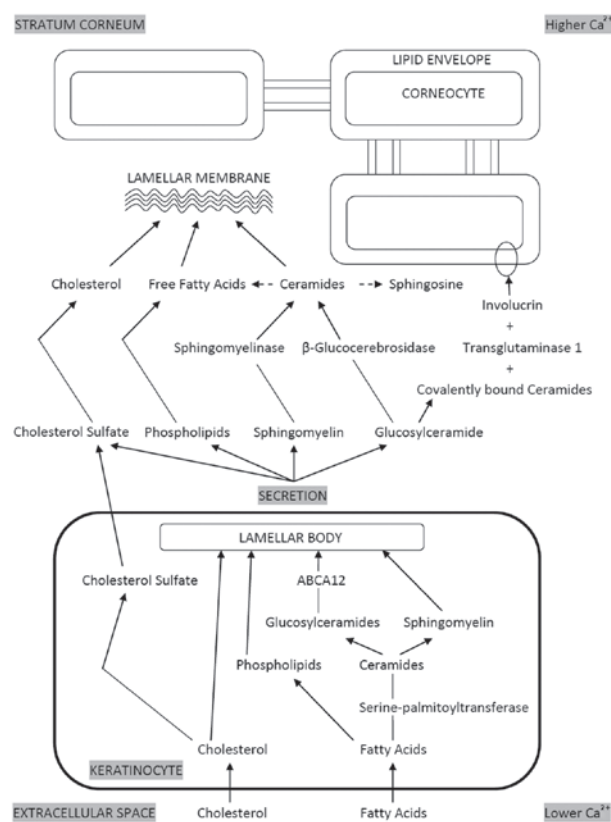 STRATUM CORNEUM
Higher Ca²⁺
LIPID ENVELOPE
CORNEOCYTE
LAMELLAR MEMBRANE
Cholesterol
Free Fatty Acids
Ceramides
Sphingosine
Involucrin
+
Sphingomyelinase
β-Glucocerebrosidase
Transglutaminase 1
+
Covalently bound Ceramides
Cholesterol Sulfate
Phospholipids
Sphingomyelin
Glucosylceramide
SECRETION
LAMELLAR BODY
Cholesterol Sulfate
ABCA12
Glucosylceramides
Sphingomyelin
Phospholipids
Ceramides
Serine-palmitoyltransferase
Cholesterol
Fatty Acids
KERATINOCYTE
EXTRACELLULAR SPACE
Cholesterol
Fatty Acids
Lower Ca²⁺